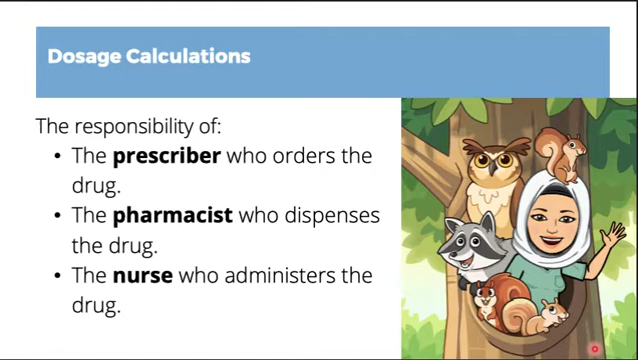 Dosage Calculations
The responsibility of:
• The prescriber who orders the
drug.
• The pharmacist who dispenses
the drug.
• The nurse who administers the
drug.